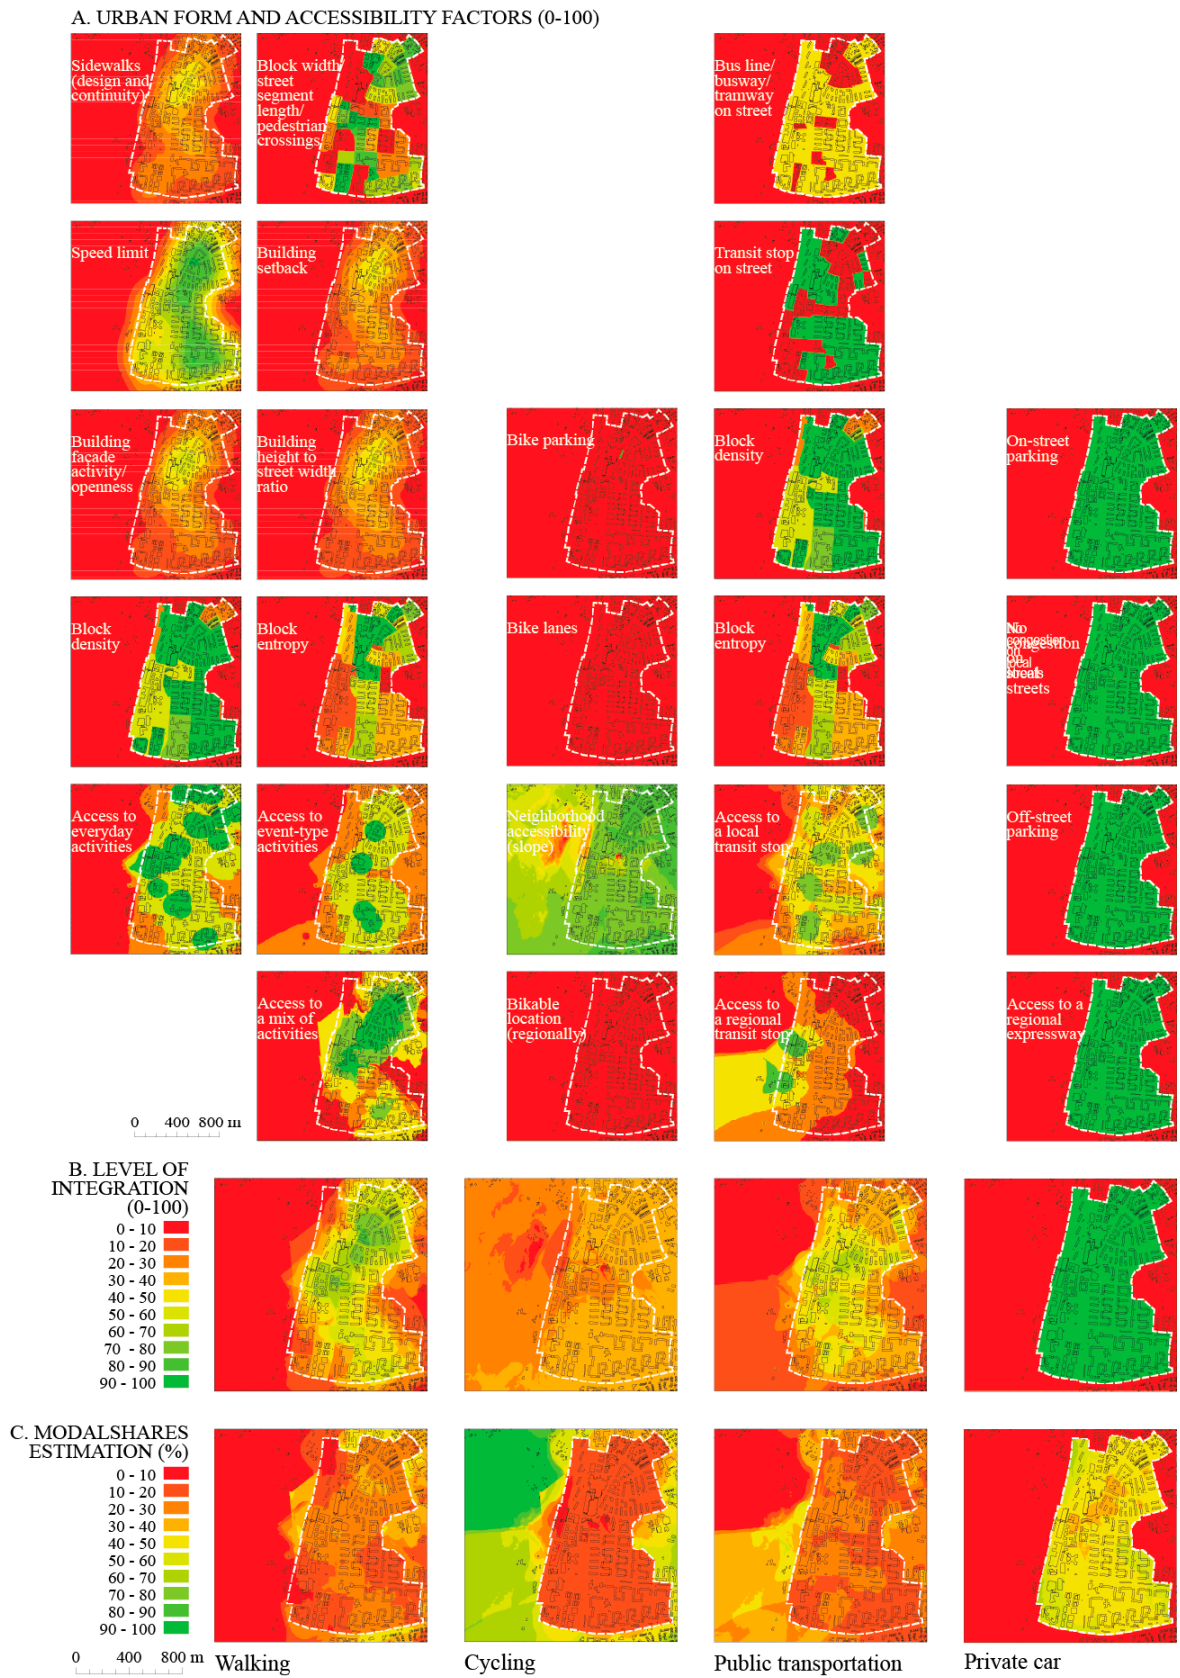 A. URBAN FORM AND ACCESSIBILITY FACTORS (0-100)
Sidewalks
(design and
continuity)
Block width/
street
segment
length/
pedestrian
crossings
Bus line/
busway/
tramway
on street
Speed limit
Building
setback
Transit stop
on street
Building
façade
activity/
openness
Building
height to
street width
ratio
Bike parking
Block
density
On-street
parking
Block
density
Block
entropy
Bike lanes
Block
entropy
No
congestion
on
local
streets
Access to
everyday
activities
Access to
event-type
activities
Neighborhood
accessibility
(slope)
Access to
a local
transit stop
Off-street
parking
Access to
a mix of
activities
Bikable
location
(regionally)
Access to
a regional
transit stop
Access to a
regional
expressway
0 400 800 m
B. LEVEL OF
INTEGRATION
(0-100)
0 - 10
10 - 20
20 - 30
30 - 40
40 - 50
50 - 60
60 - 70
70 - 80
80 - 90
90 - 100
C. MODALSHARES
ESTIMATION (%)
0 - 10
10 - 20
20 - 30
30 - 40
40 - 50
50 - 60
60 - 70
70 - 80
80 - 90
90 - 100
0 400 800 m
Walking
Cycling
Public transportation
Private car